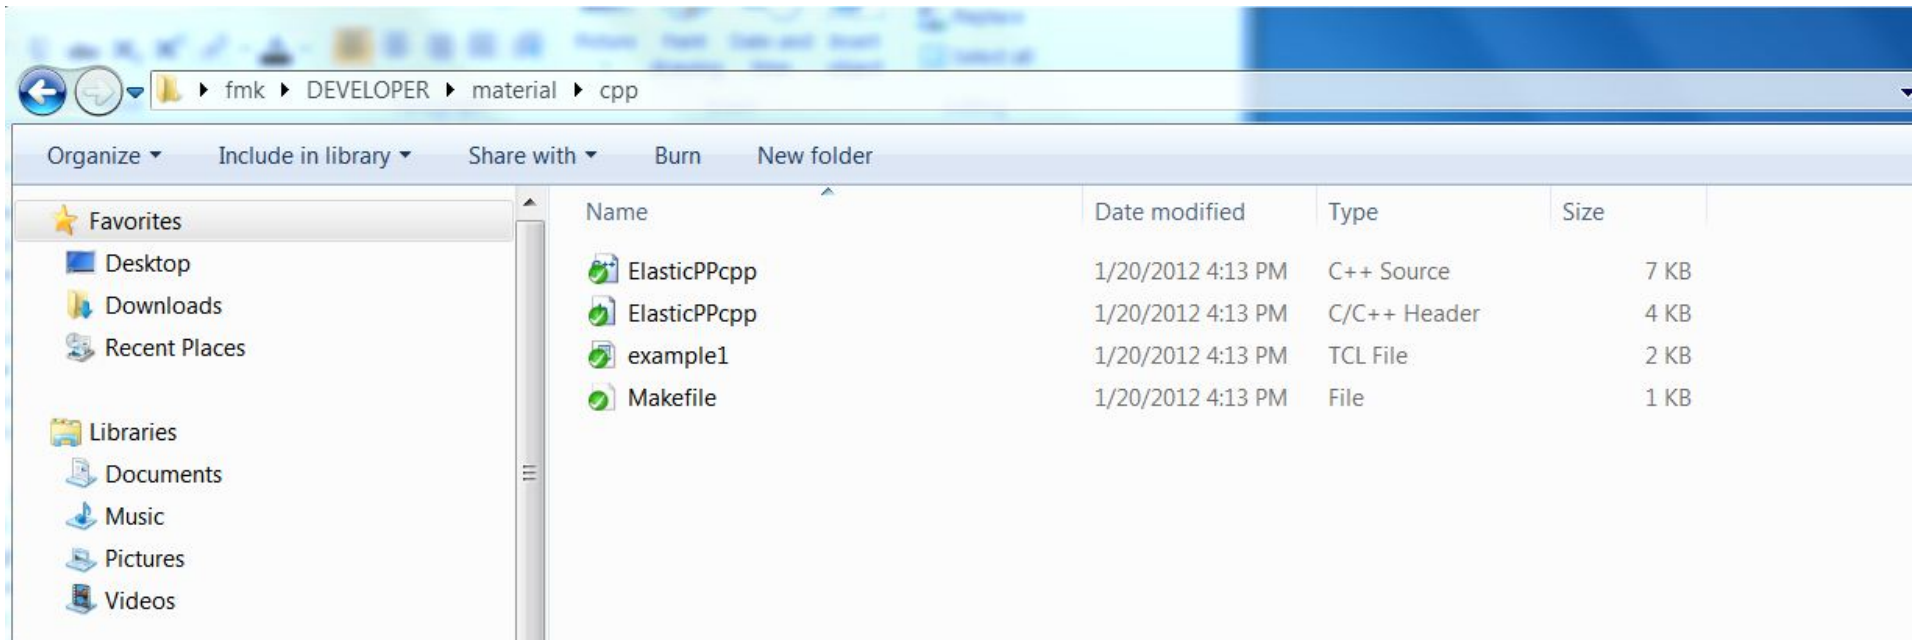 Replace
Select all
fmk DEVELOPER material cpp
Organize Include in library Share with Burn New folder
Name Date modified Type Size
Favorites
Desktop
Downloads
Recent Places
Libraries
Documents
Music
Pictures
Videos
ElasticPPcpp 1/20/2012 4:13 PM C++ Source 7 KB
ElasticPPcpp 1/20/2012 4:13 PM C/C++ Header 4 KB
example1 1/20/2012 4:13 PM TCL File 2 KB
Makefile 1/20/2012 4:13 PM File 1 KB